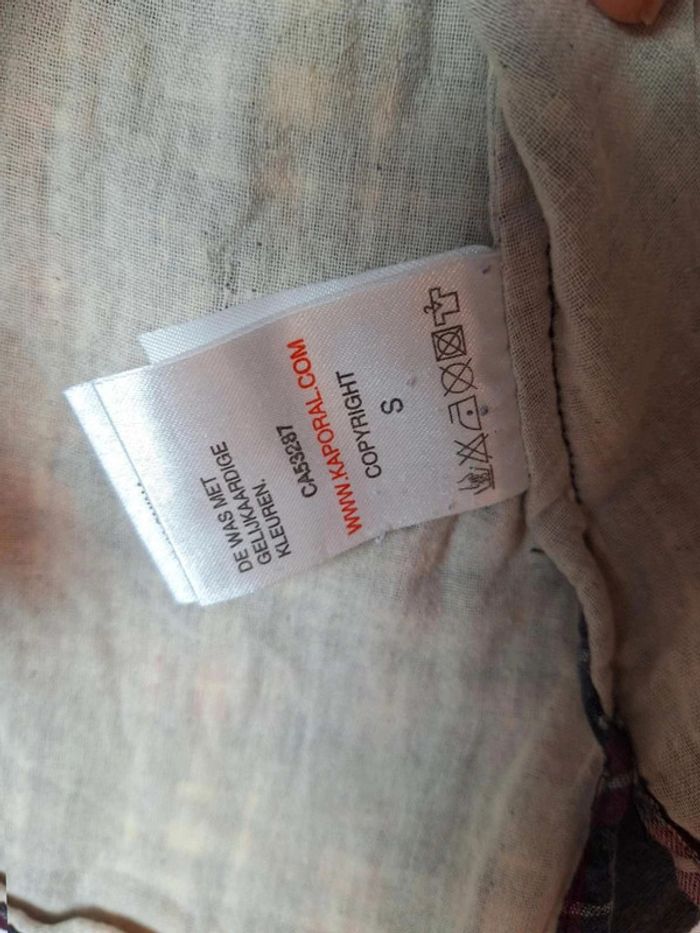 S
COPYRIGHT
WWW.KAPORAL.COM
CA53287
DE WAS MET
GELIJKAARDIGE
KLEUREN.